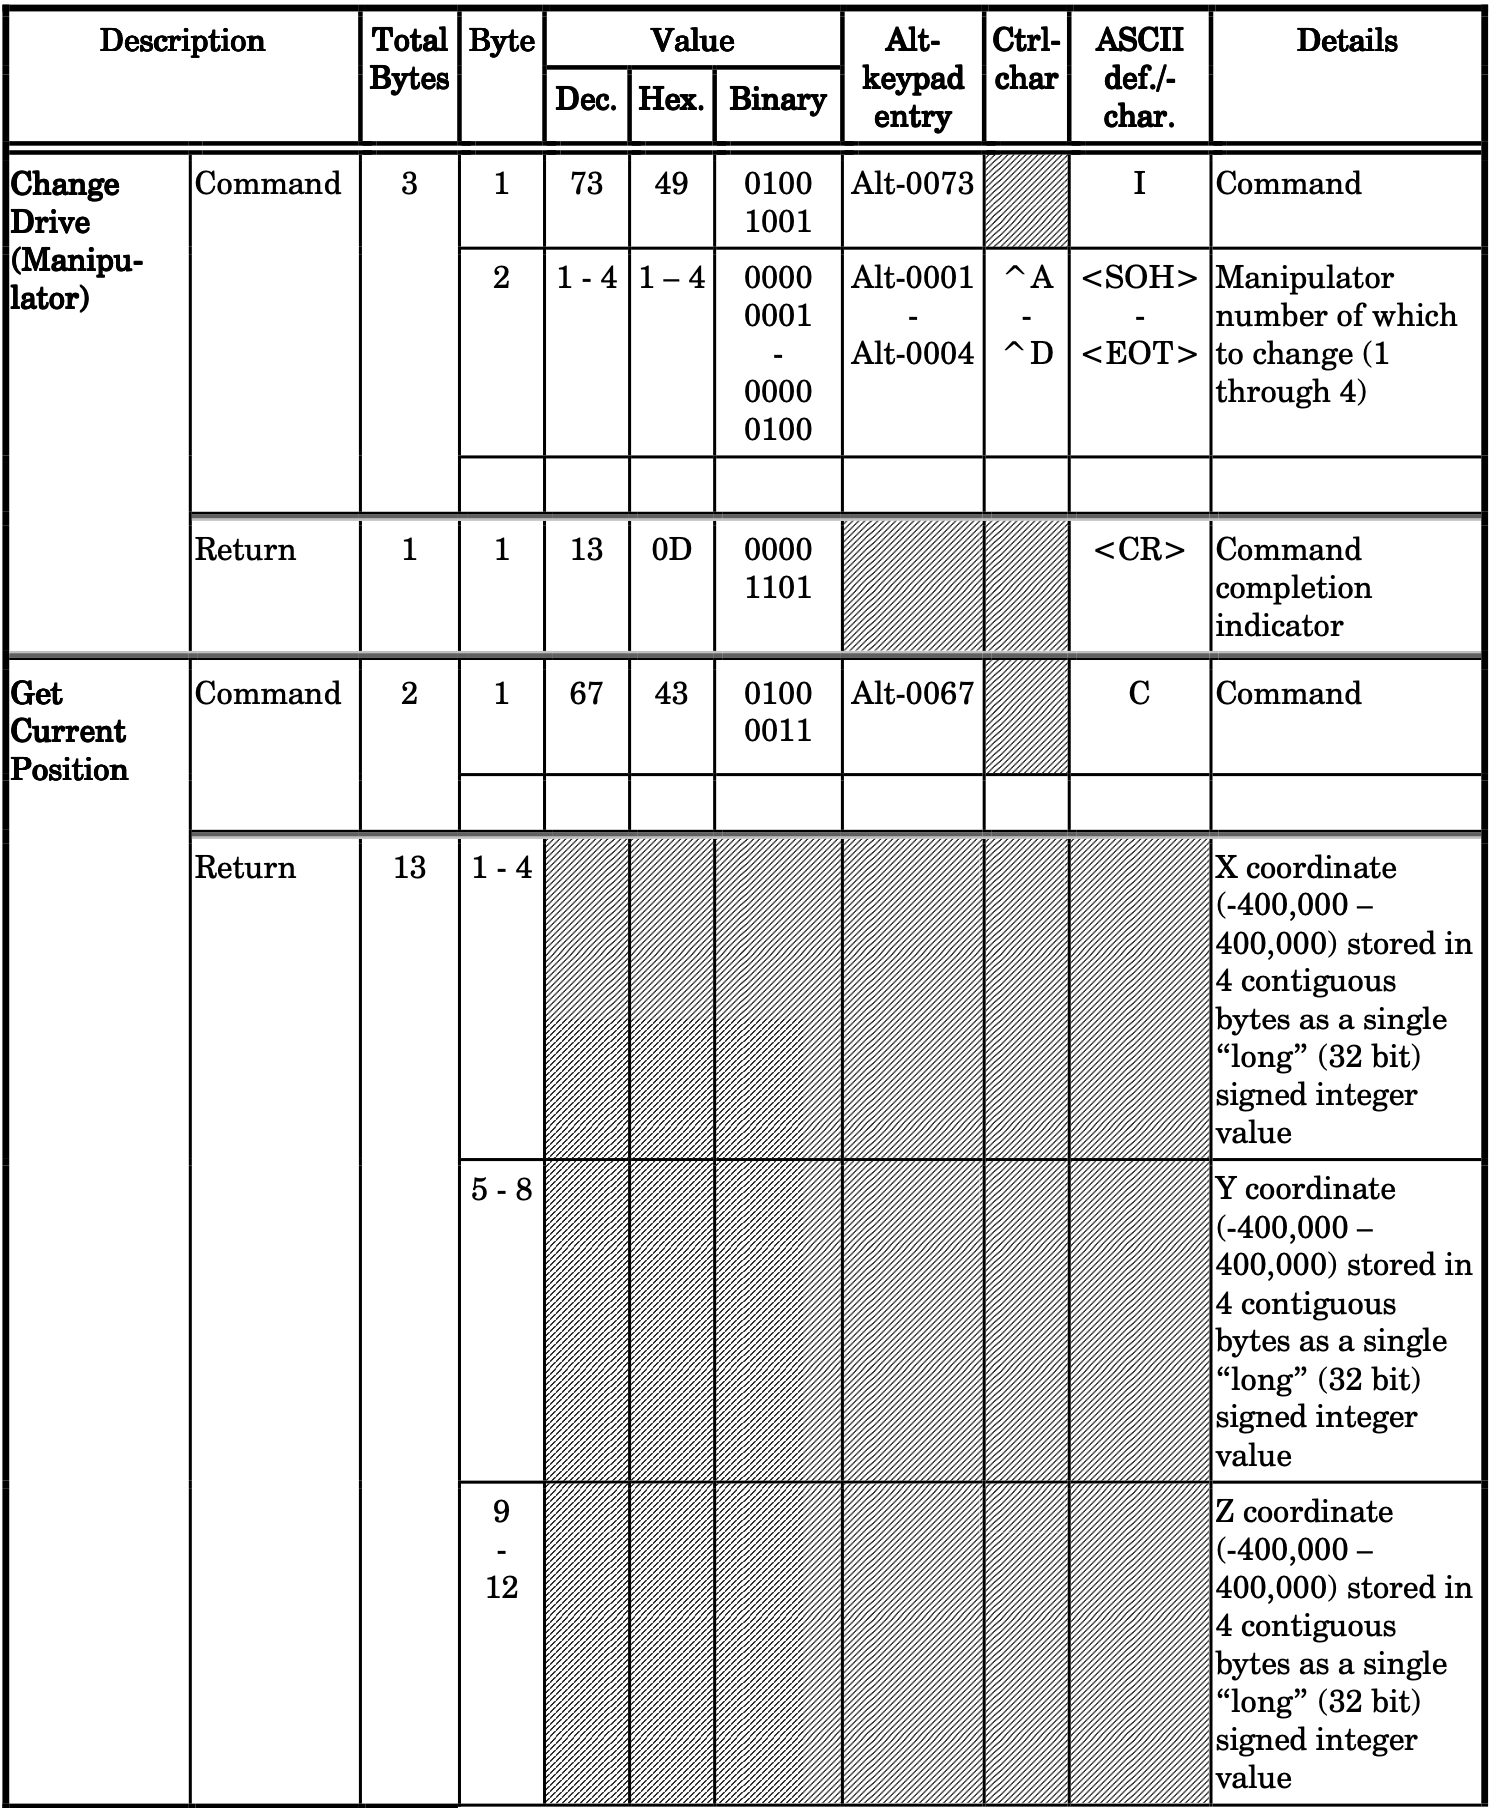 Description
Total
Bytes
Byte
Value
Dec.
Hex.
Binary
Alt-
keypad
entry
Ctrl-
char
ASCII
def./-
char.
Details
Change
Drive
(Manipu-
lator)
Command
3
1
73
49
0100
1001
Alt-0073
I
Command
2
1 - 4
1 – 4
0000
0001
-
0000
0100
Alt-0001
-
Alt-0004
^A
-
^D
<SOH>
-
<EOT>
Manipulator
number of which
to change (1
through 4)
Return
1
1
13
0D
0000
1101
<CR>
Command
completion
indicator
Get
Current
Position
Command
2
1
67
43
0100
0011
Alt-0067
C
Command
Return
13
1 - 4
X coordinate
(-400,000 –
400,000) stored in
4 contiguous
bytes as a single
“long” (32 bit)
signed integer
value
5 - 8
Y coordinate
(-400,000 –
400,000) stored in
4 contiguous
bytes as a single
“long” (32 bit)
signed integer
value
9
-
12
Z coordinate
(-400,000 –
400,000) stored in
4 contiguous
bytes as a single
“long” (32 bit)
signed integer
value